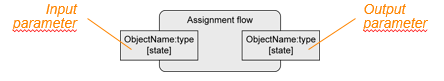 Input
parameter
Assignment flow
ObjectName:type
[state]
ObjectName:type
[state]
Output
parameter